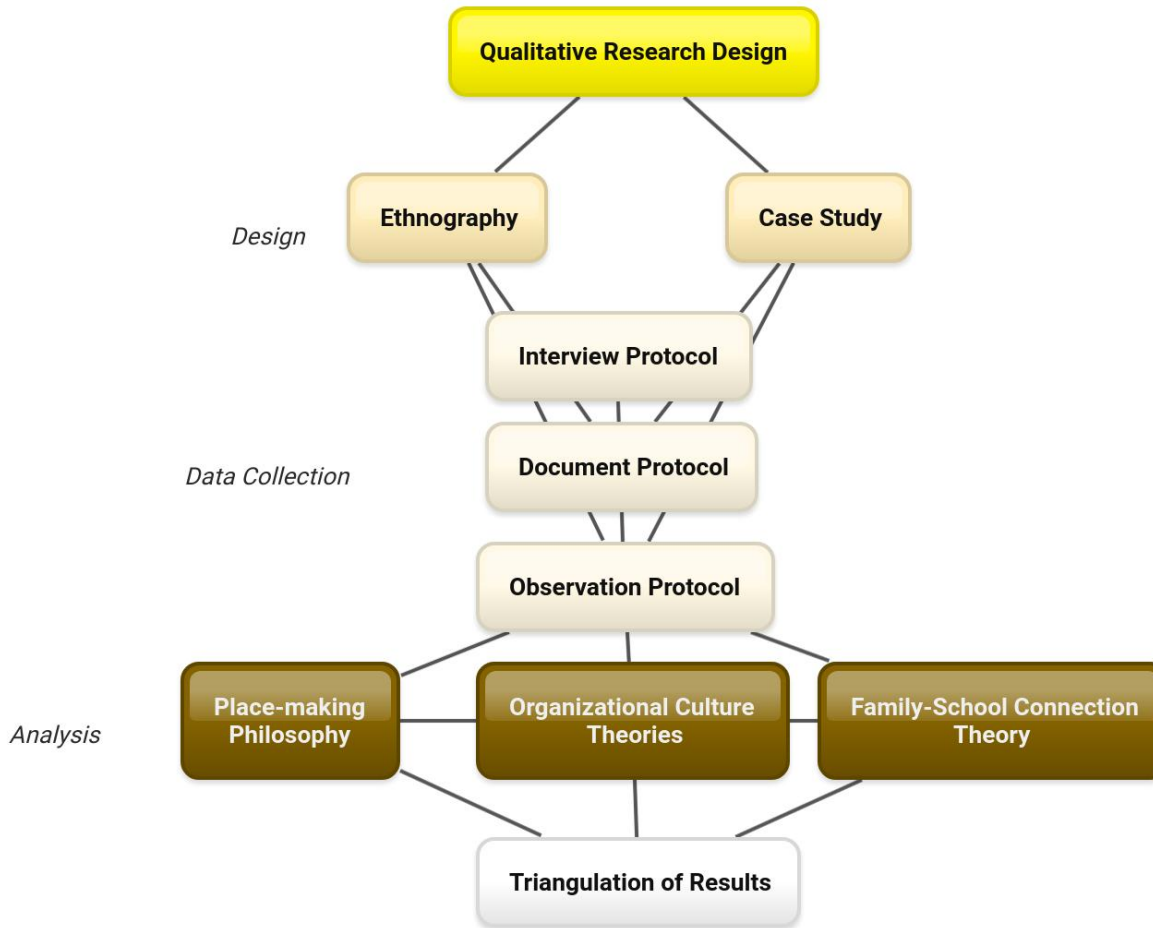 Qualitative Research Design
Ethnography
Case Study
Design
Interview Protocol
Document Protocol
Data Collection
Observation Protocol
Place-making
Philosophy
Organizational Culture
Theories
Family-School Connection
Theory
Analysis
Triangulation of Results